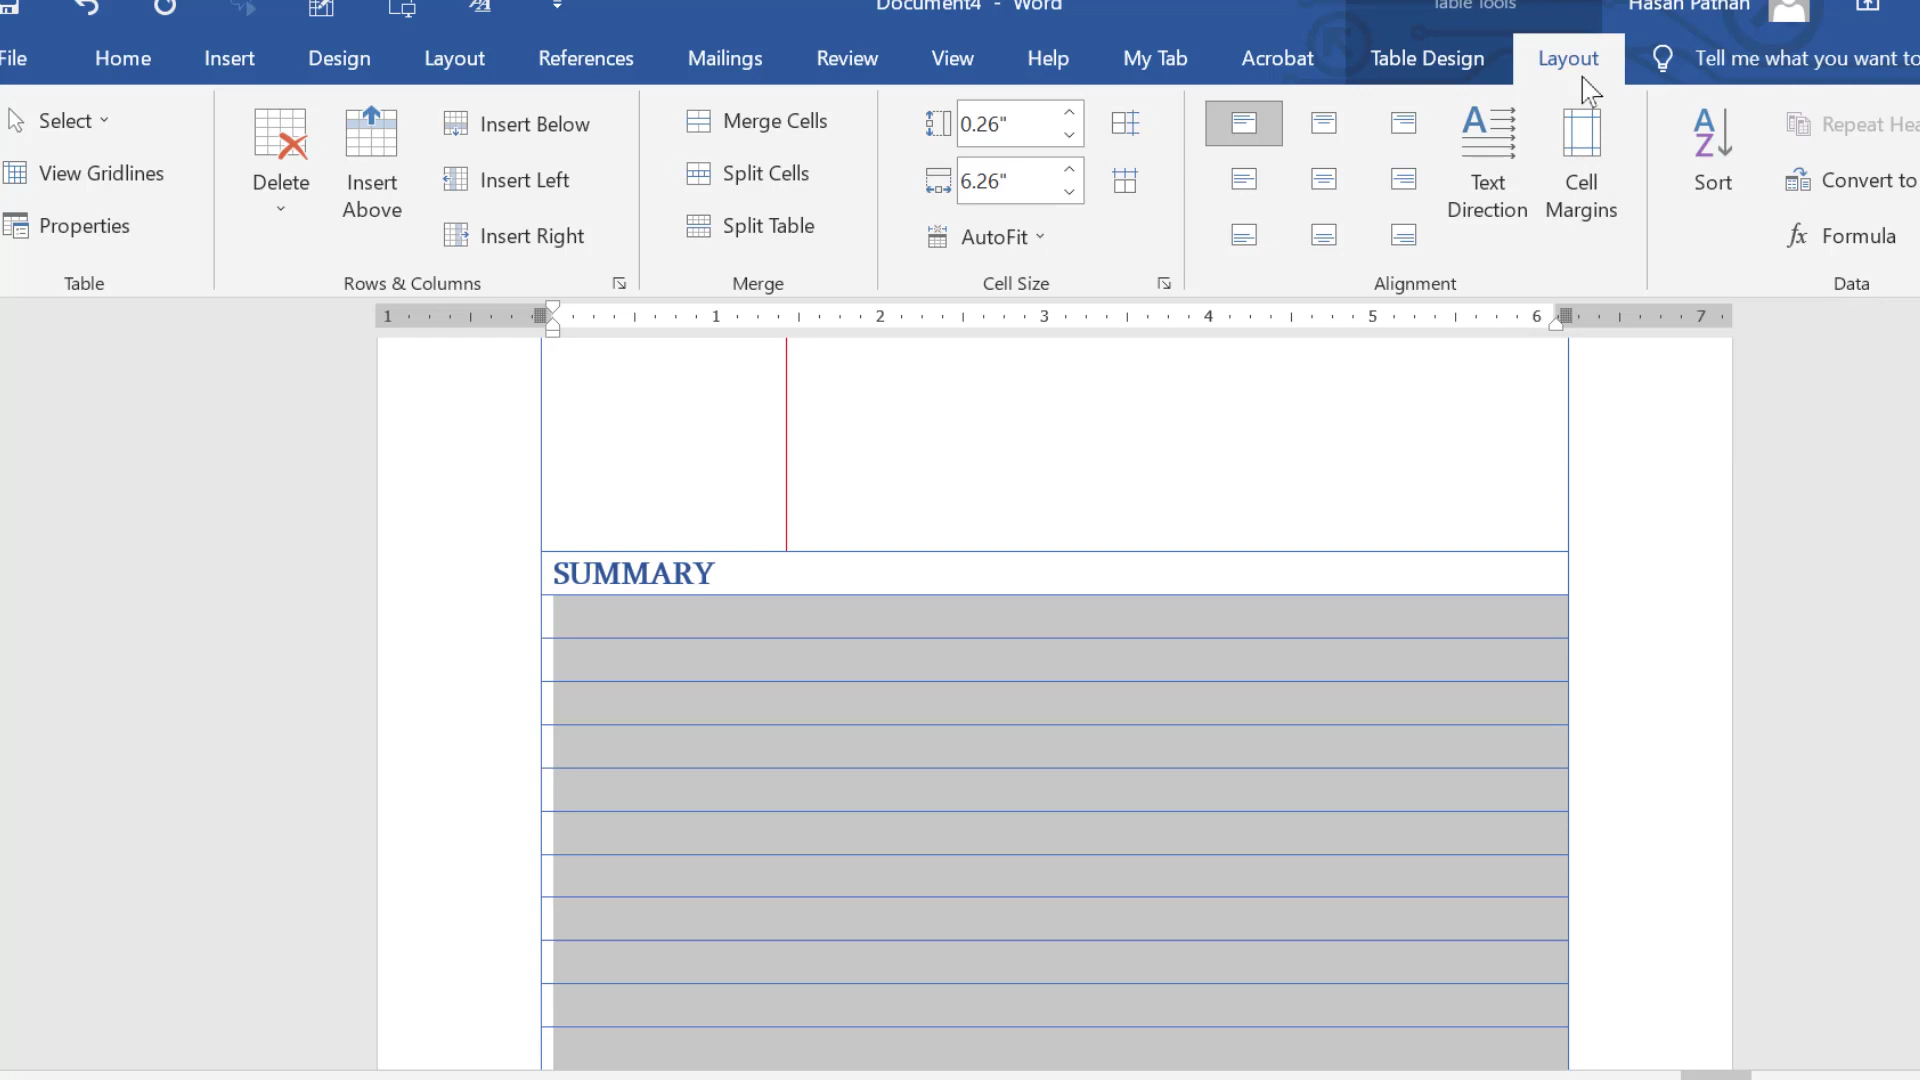 Document4 - Word
Table Tools
Hasan Pathan
File Home Insert Design Layout References Mailings Review View Help My Tab Acrobat Table Design Layout Tell me what you want to
Select
View Gridlines
Properties
Table
Delete
Insert Above
Insert Below
Insert Left
Insert Right
Rows & Columns
Merge Cells
Split Cells
Split Table
Merge
0.26"
6.26"
AutoFit
Cell Size
Text Direction
Cell Margins
Alignment
A Z
Sort
Repeat Hea
Convert to
fx Formula
Data
1 1 2 3 4 5 6 7
SUMMARY